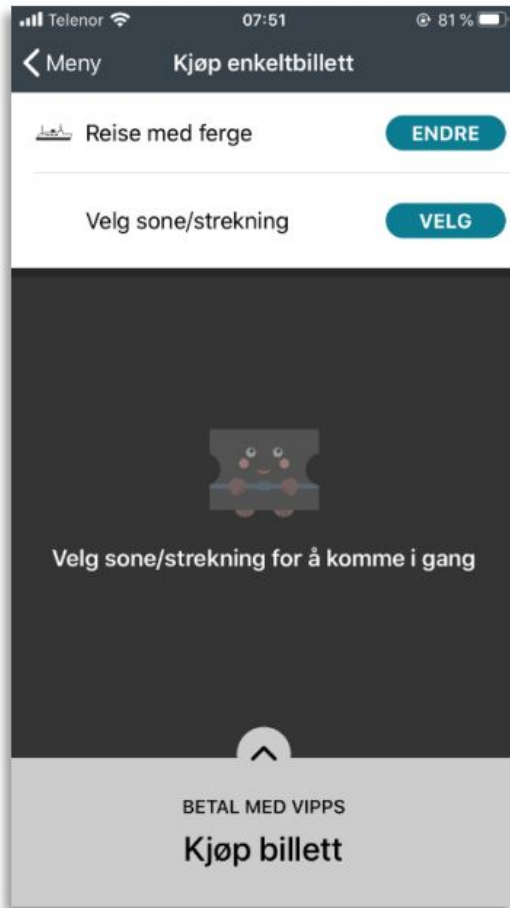 Telenor 07:51 81 %
Meny Kjøp enkeltbillett
Reise med ferge ENDRE
Velg sone/strekning VELG
Velg sone/strekning for å komme i gang
BETAL MED VIPPS
Kjøp billett